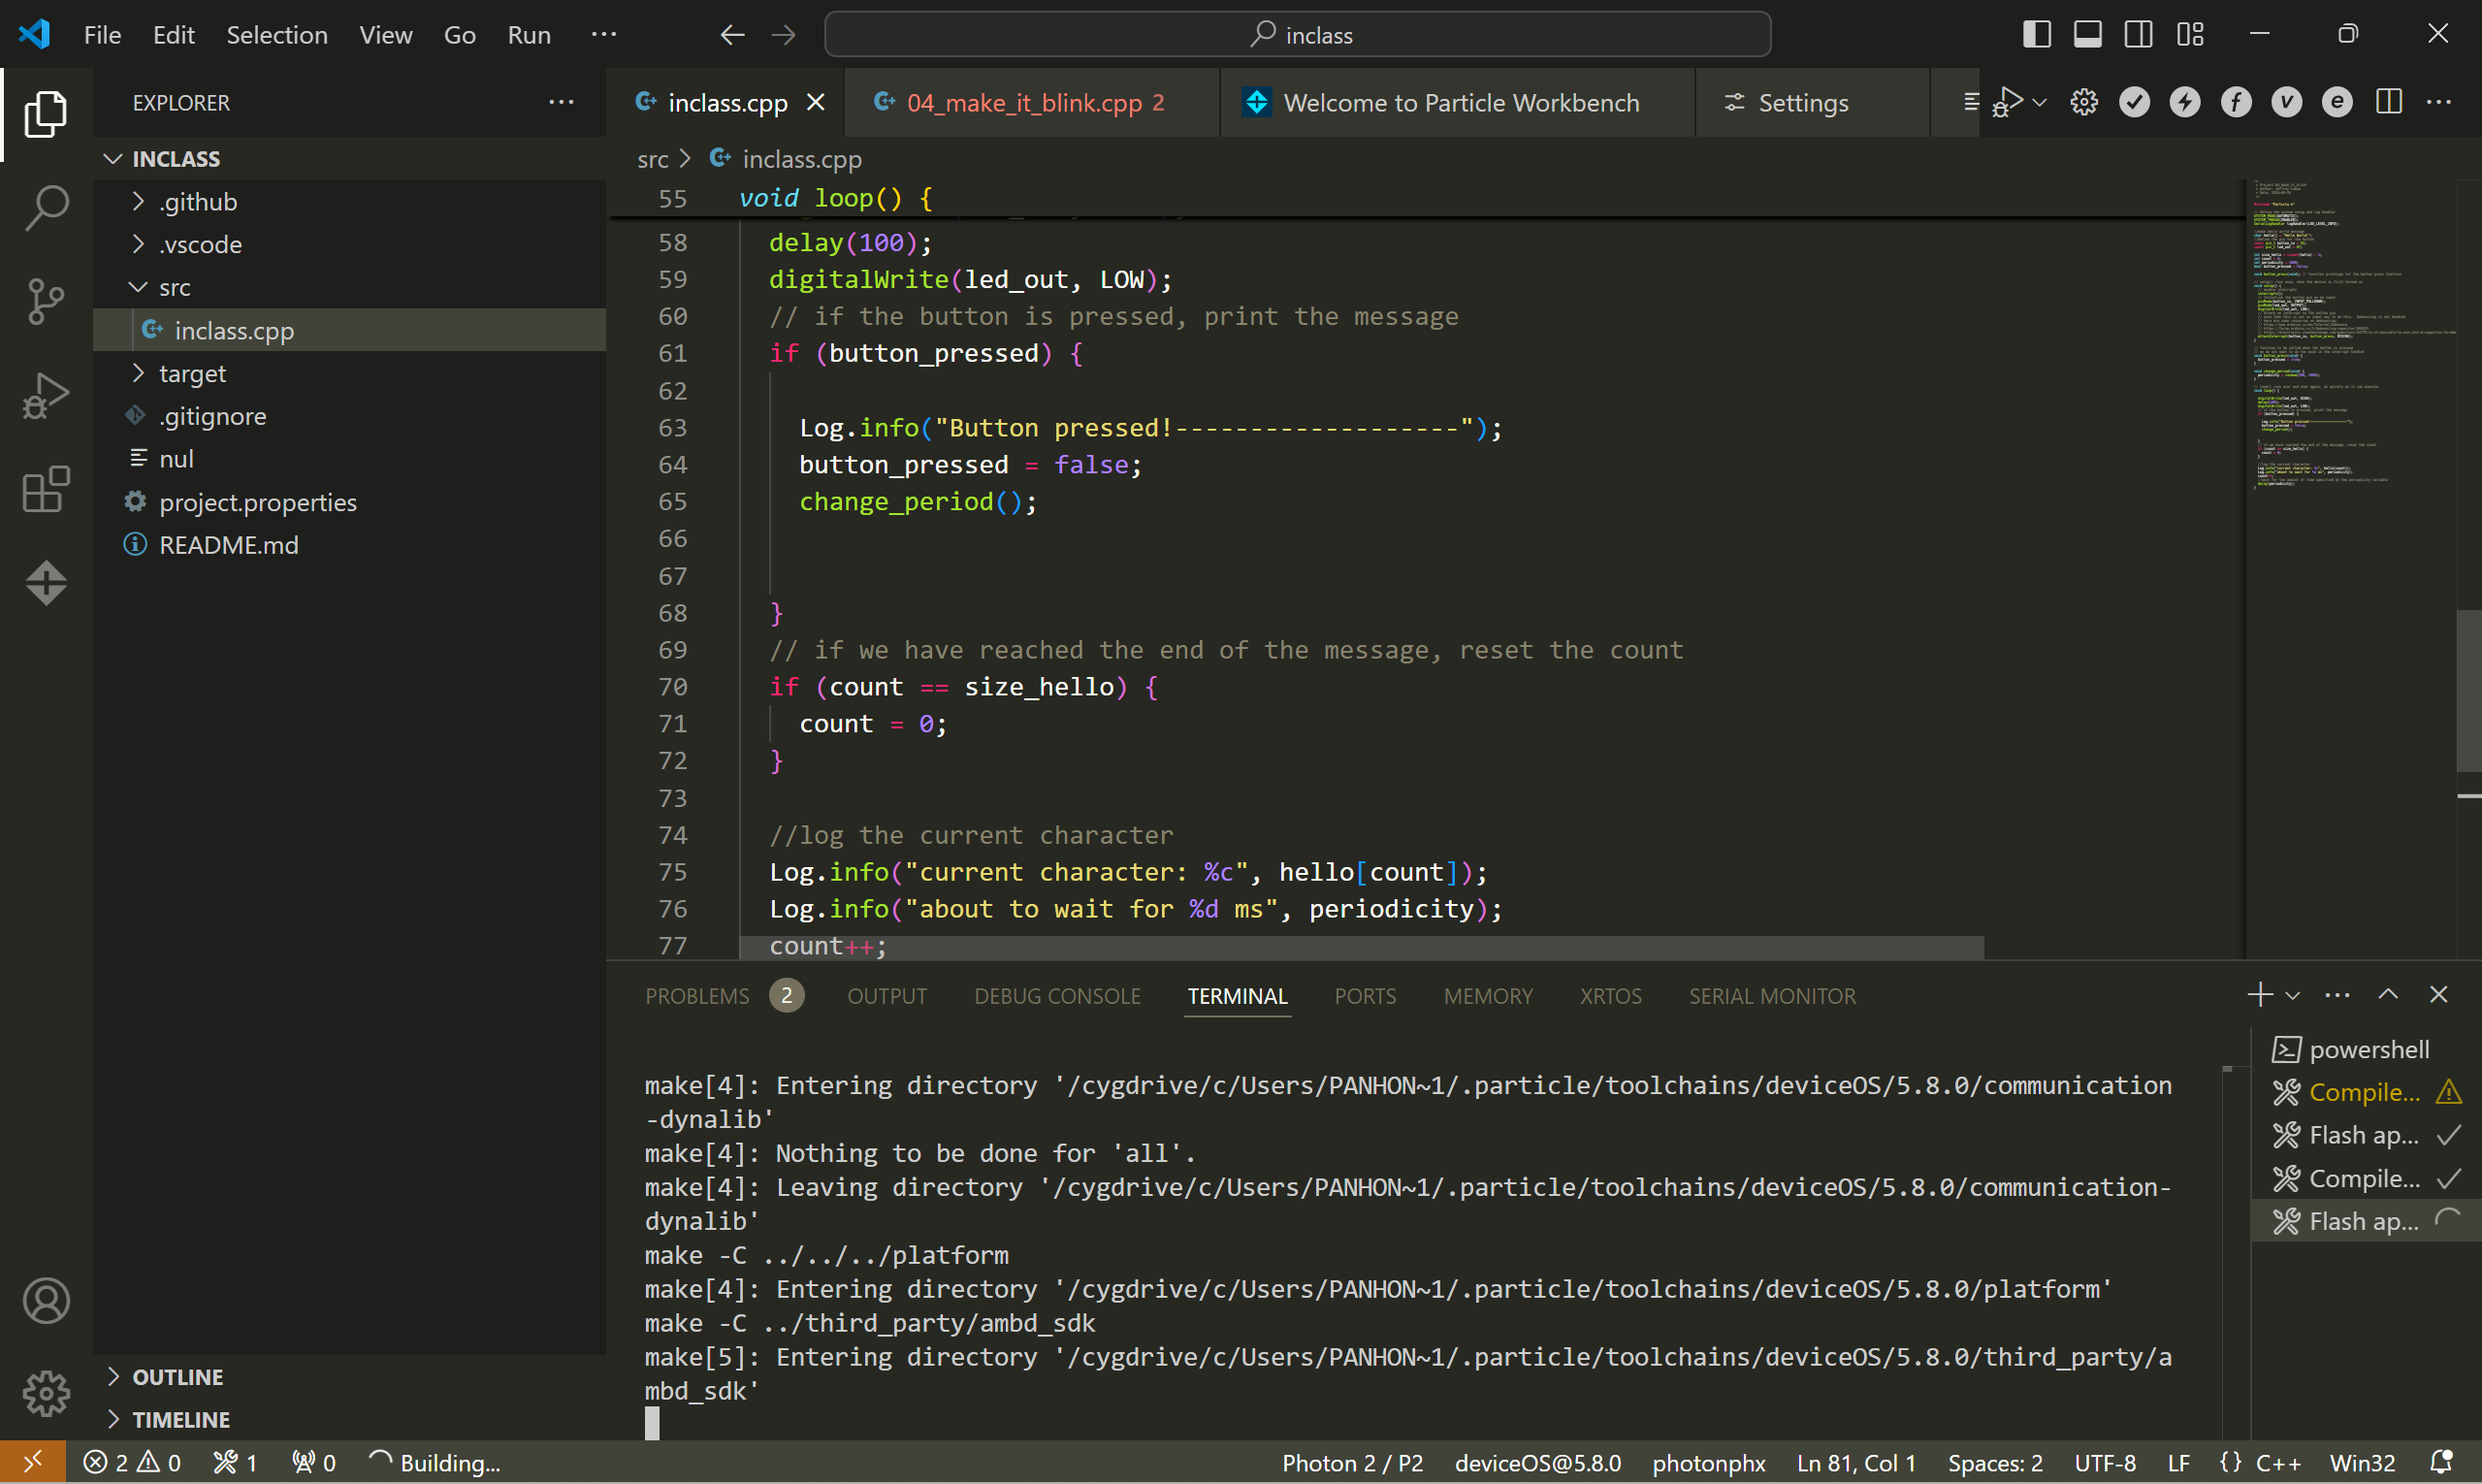 File Edit Selection View Go Run ··· inclass
EXPLORER ···
INCLASS
.github
.vscode
src
inclass.cpp
target
.gitignore
nul
project.properties
README.md
OUTLINE
TIMELINE
inclass.cpp 04_make_it_blink.cpp 2 Welcome to Particle Workbench Settings
src > inclass.cpp
55 void loop() {
58 delay(100);
59 digitalWrite(led_out, LOW);
60 // if the button is pressed, print the message
61 if (button_pressed) {
62
63 Log.info("Button pressed!-------------------");
64 button_pressed = false;
65 change_period();
66
67
68 }
69 // if we have reached the end of the message, reset the count
70 if (count == size_hello) {
71 count = 0;
72 }
73
74 //log the current character
75 Log.info("current character: %c", hello[count]);
76 Log.info("about to wait for %d ms", periodicity);
77 count++;
PROBLEMS 2 OUTPUT DEBUG CONSOLE TERMINAL PORTS MEMORY XRTOS SERIAL MONITOR
make[4]: Entering directory '/cygdrive/c/Users/PANHON~1/.particle/toolchains/deviceOS/5.8.0/communication
-dynalib'
make[4]: Nothing to be done for 'all'.
make[4]: Leaving directory '/cygdrive/c/Users/PANHON~1/.particle/toolchains/deviceOS/5.8.0/communication-
dynalib'
make -C ../../../platform
make[4]: Entering directory '/cygdrive/c/Users/PANHON~1/.particle/toolchains/deviceOS/5.8.0/platform'
make -C ../third_party/ambd_sdk
make[5]: Entering directory '/cygdrive/c/Users/PANHON~1/.particle/toolchains/deviceOS/5.8.0/third_party/a
mbd_sdk'
powershell
Compile...
Flash ap...
Compile...
Flash ap...
2 0 1 0 Building... Photon 2 / P2 deviceOS@5.8.0 photonphx Ln 81, Col 1 Spaces: 2 UTF-8 LF {} C++ Win32